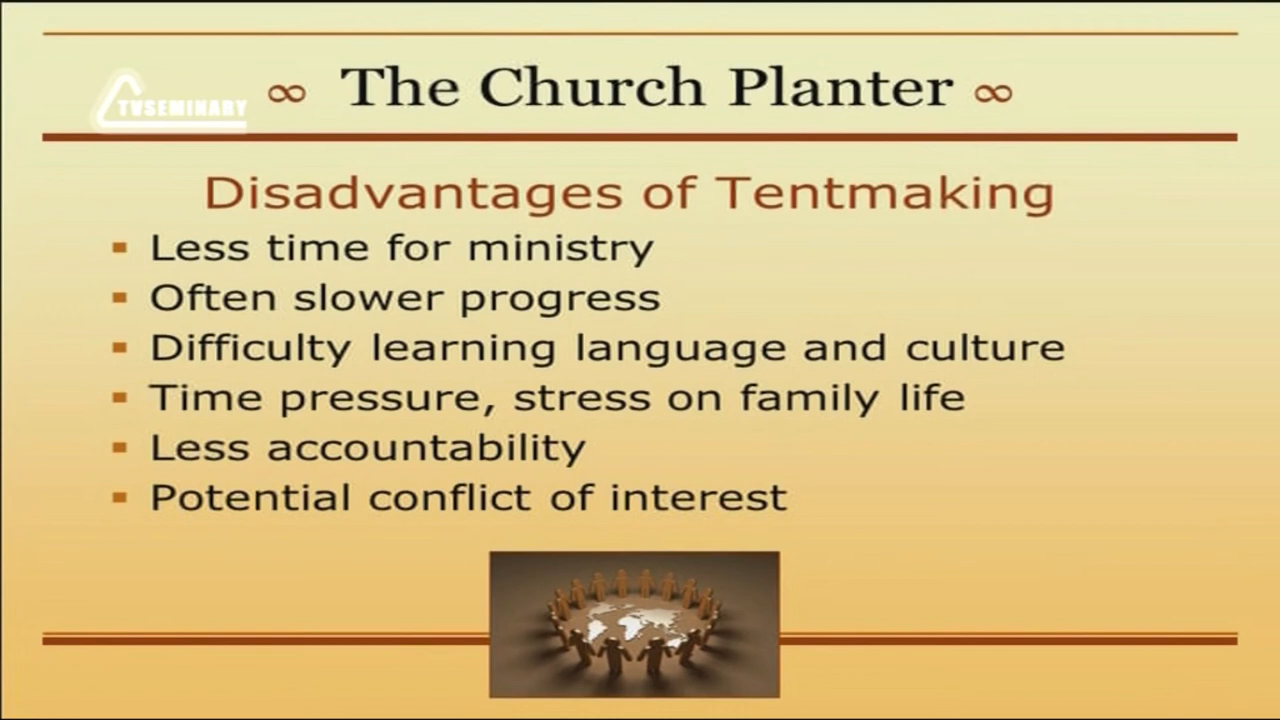 TVSEMINARY
∞ The Church Planter ∞
Disadvantages of Tentmaking
▪ Less time for ministry
▪ Often slower progress
▪ Difficulty learning language and culture
▪ Time pressure, stress on family life
▪ Less accountability
▪ Potential conflict of interest